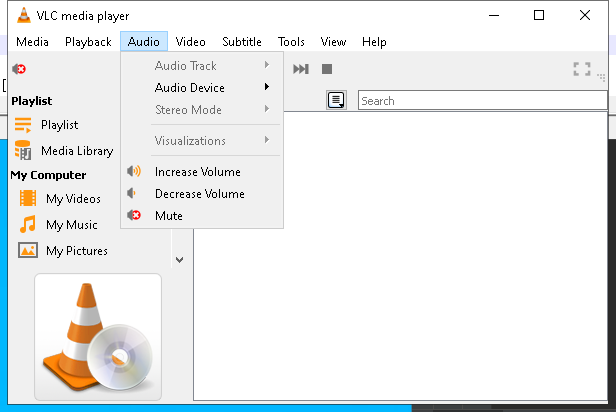 VLC media player
Media Playback Audio Video Subtitle Tools View Help
Audio Track
Audio Device
Stereo Mode
Visualizations
Increase Volume
Decrease Volume
Mute
Search
Playlist
Playlist
Media Library
My Computer
My Videos
My Music
My Pictures